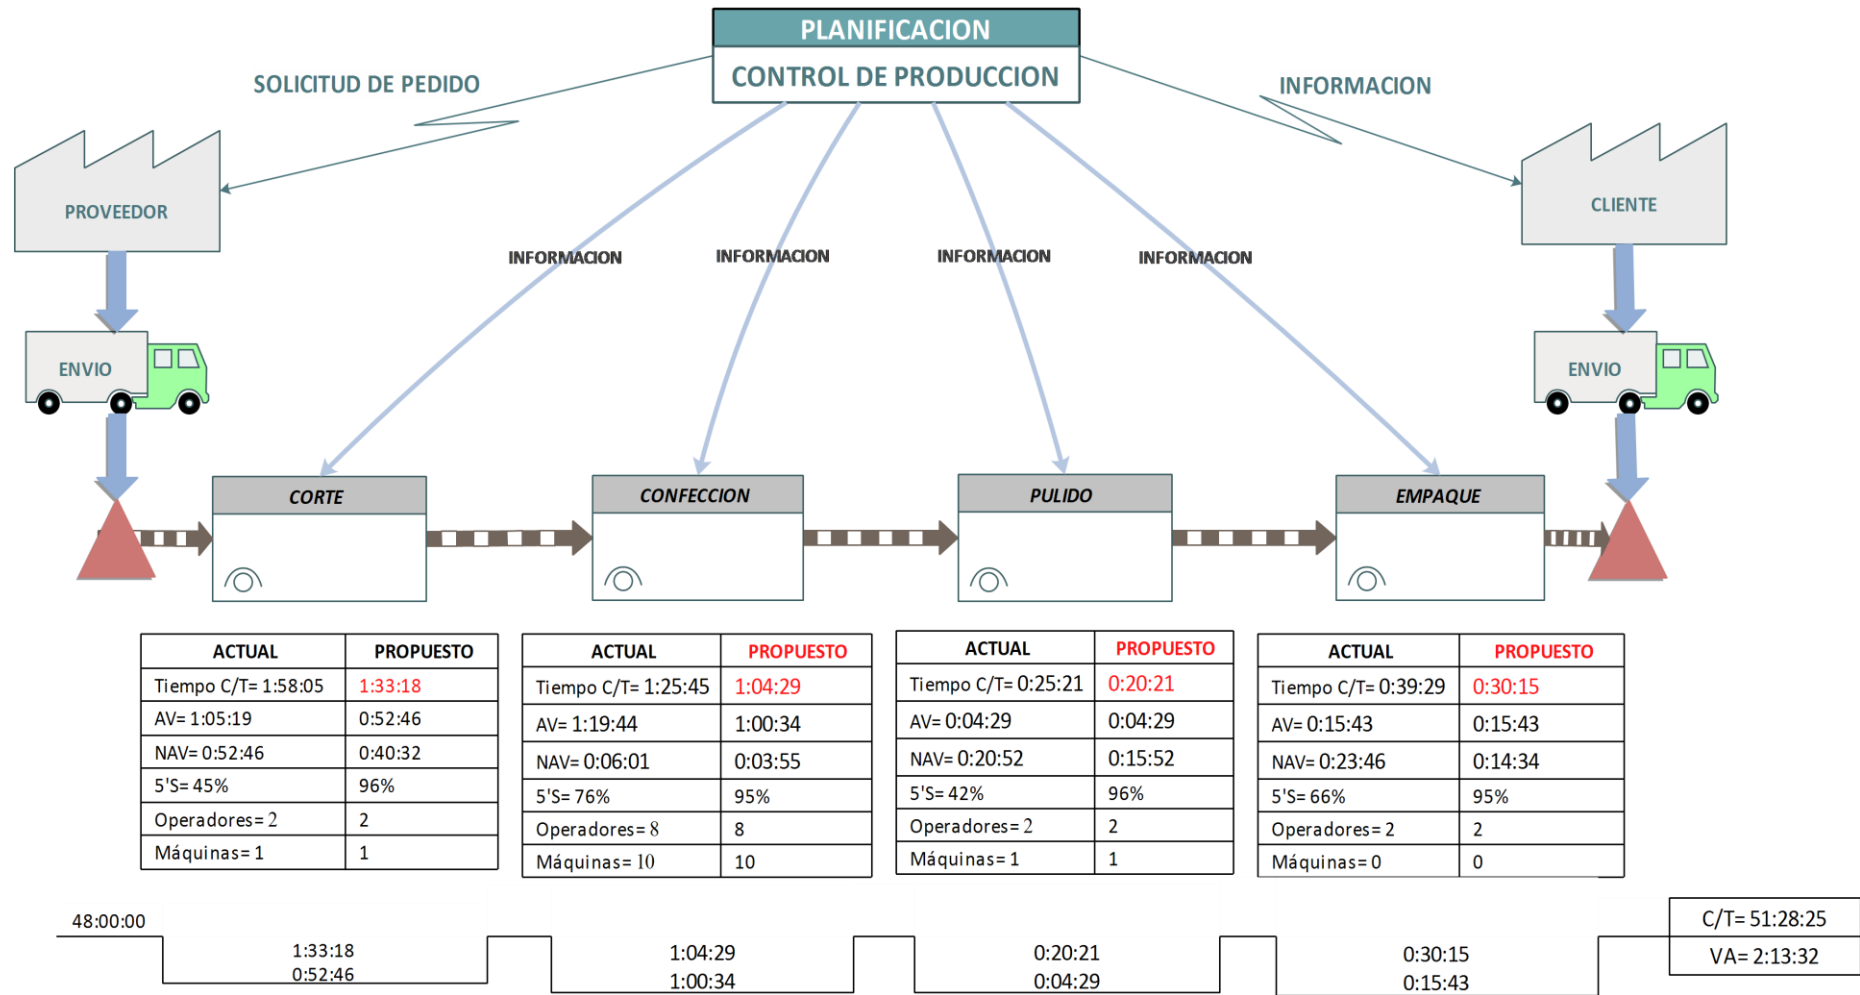 PLANIFICACION
CONTROL DE PRODUCCION
SOLICITUD DE PEDIDO
INFORMACION
PROVEEDOR
CLIENTE
INFORMACION
INFORMACION
INFORMACION
INFORMACION
ENVIO
ENVIO
CORTE
CONFECCION
PULIDO
EMPAQUE
ACTUAL PROPUESTO
Tiempo C/T= 1:58:05 1:33:18
AV= 1:05:19 0:52:46
NAV= 0:52:46 0:40:32
5'S= 45% 96%
Operadores= 2 2
Máquinas= 1 1
ACTUAL PROPUESTO
Tiempo C/T= 1:25:45 1:04:29
AV= 1:19:44 1:00:34
NAV= 0:06:01 0:03:55
5'S= 76% 95%
Operadores= 8 8
Máquinas= 10 10
ACTUAL PROPUESTO
Tiempo C/T= 0:25:21 0:20:21
AV= 0:04:29 0:04:29
NAV= 0:20:52 0:15:52
5'S= 42% 96%
Operadores= 2 2
Máquinas= 1 1
ACTUAL PROPUESTO
Tiempo C/T= 0:39:29 0:30:15
AV= 0:15:43 0:15:43
NAV= 0:23:46 0:14:34
5'S= 66% 95%
Operadores= 2 2
Máquinas= 0 0
48:00:00
1:33:18
0:52:46
1:04:29
1:00:34
0:20:21
0:04:29
0:30:15
0:15:43
C/T= 51:28:25
VA= 2:13:32